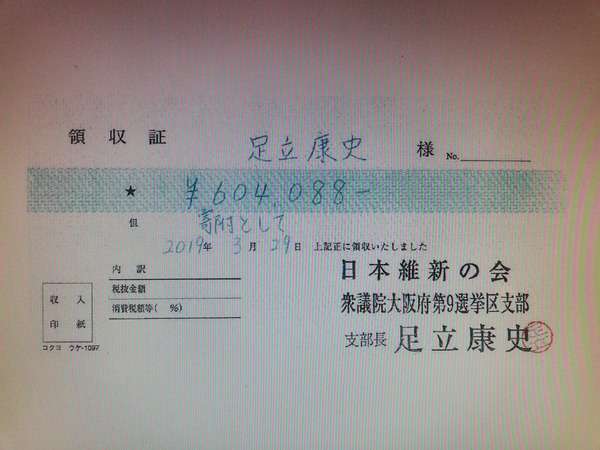 領収証 足立康史 様 No.
★ ¥604,088-
但 寄附として
2019年 3月 29日 上記正に領収いたしました
内訳
税抜金額
消費税額等( %)
収入
印紙
コクヨ ウケ-1097
日本維新の会
衆議院大阪府第9選挙区支部
支部長 足立康史